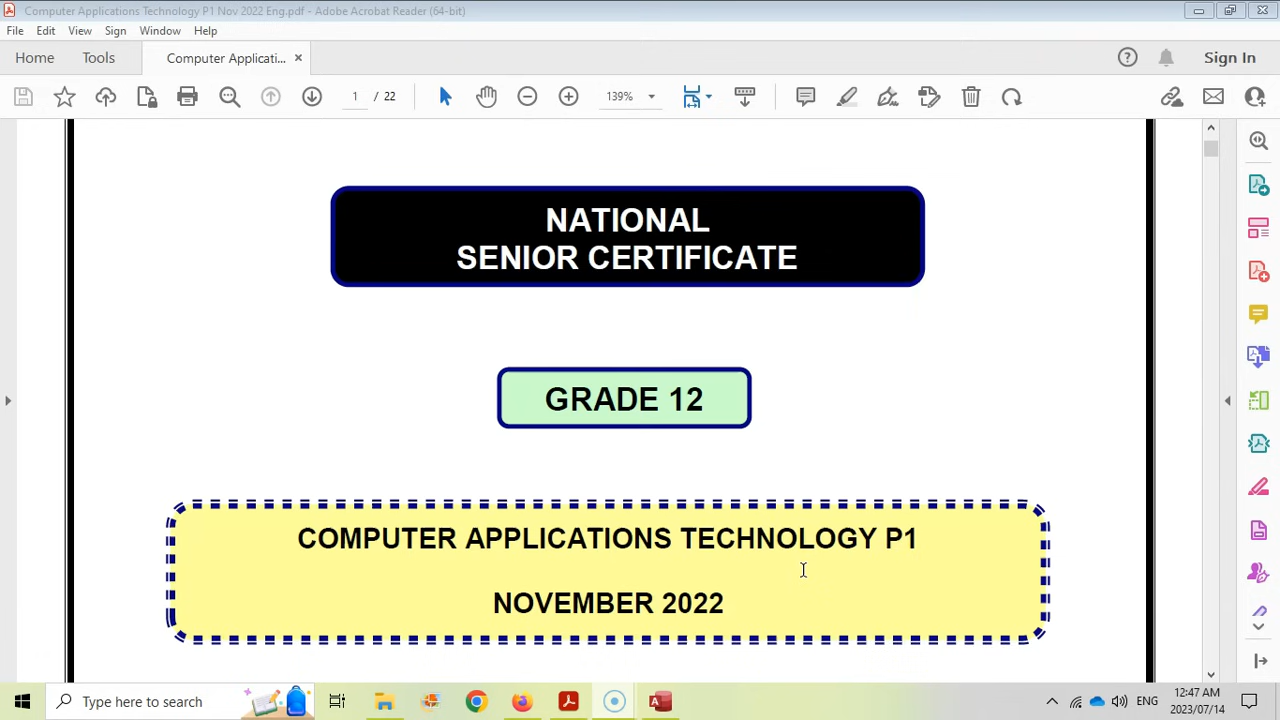 Computer Applications Technology P1 Nov 2022 Eng.pdf - Adobe Acrobat Reader (64-bit)
File Edit View Sign Window Help
Home Tools Computer Applicati... × Sign In
1 / 22 139%
NATIONAL
SENIOR CERTIFICATE
GRADE 12
COMPUTER APPLICATIONS TECHNOLOGY P1
NOVEMBER 2022
Type here to search
ENG
12:47 AM
2023/07/14